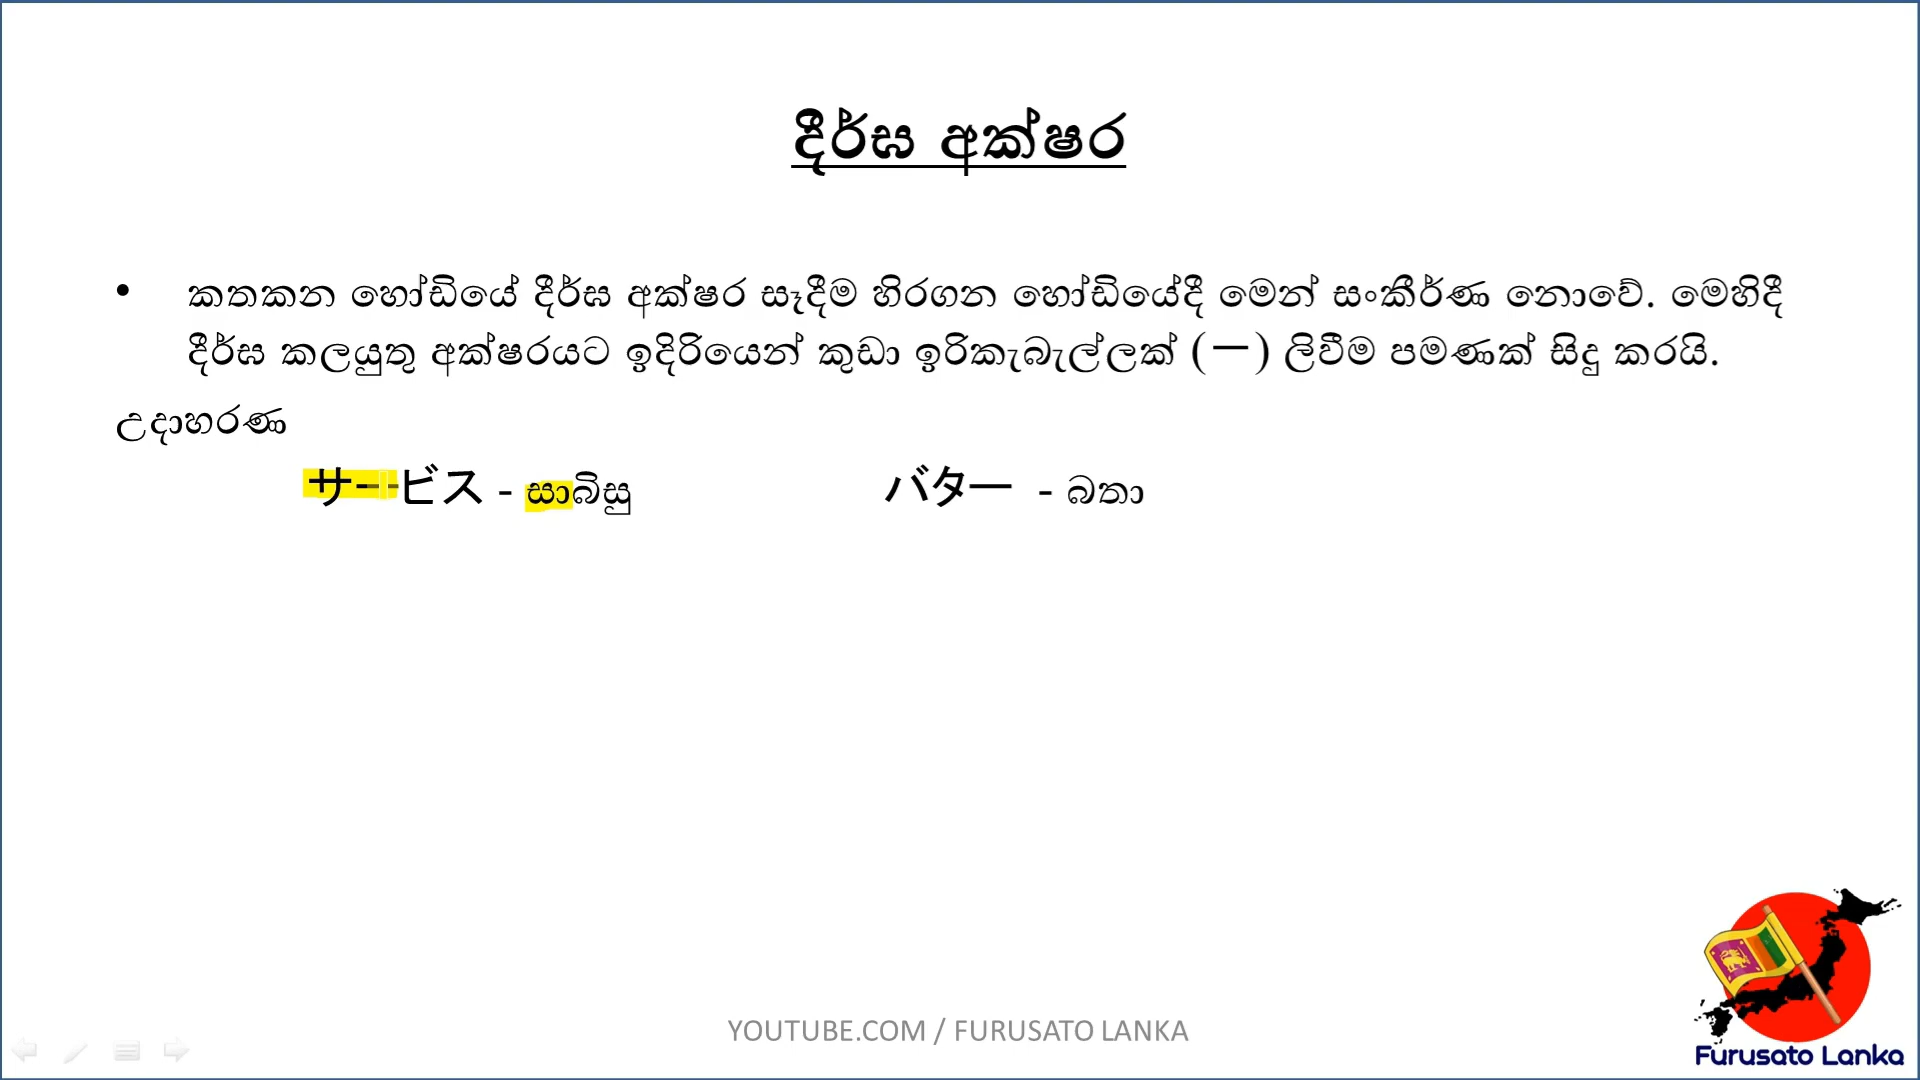 දීර්ඝ අක්ෂර
• කතකන හෝඩියේ දීර්ඝ අක්ෂර සෑදීම හිරගන හෝඩියේදී මෙන් සංකීර්ණ නොවේ. මෙහිදී
දීර්ඝ කලයුතු අක්ෂරයට ඉදිරියෙන් කුඩා ඉරිකැබැල්ලක් (ー) ලිවීම පමණක් සිදු කරයි.
උදාහරණ
サービス - සාබිසු バター - බතා
YOUTUBE.COM / FURUSATO LANKA
Furusato Lanka